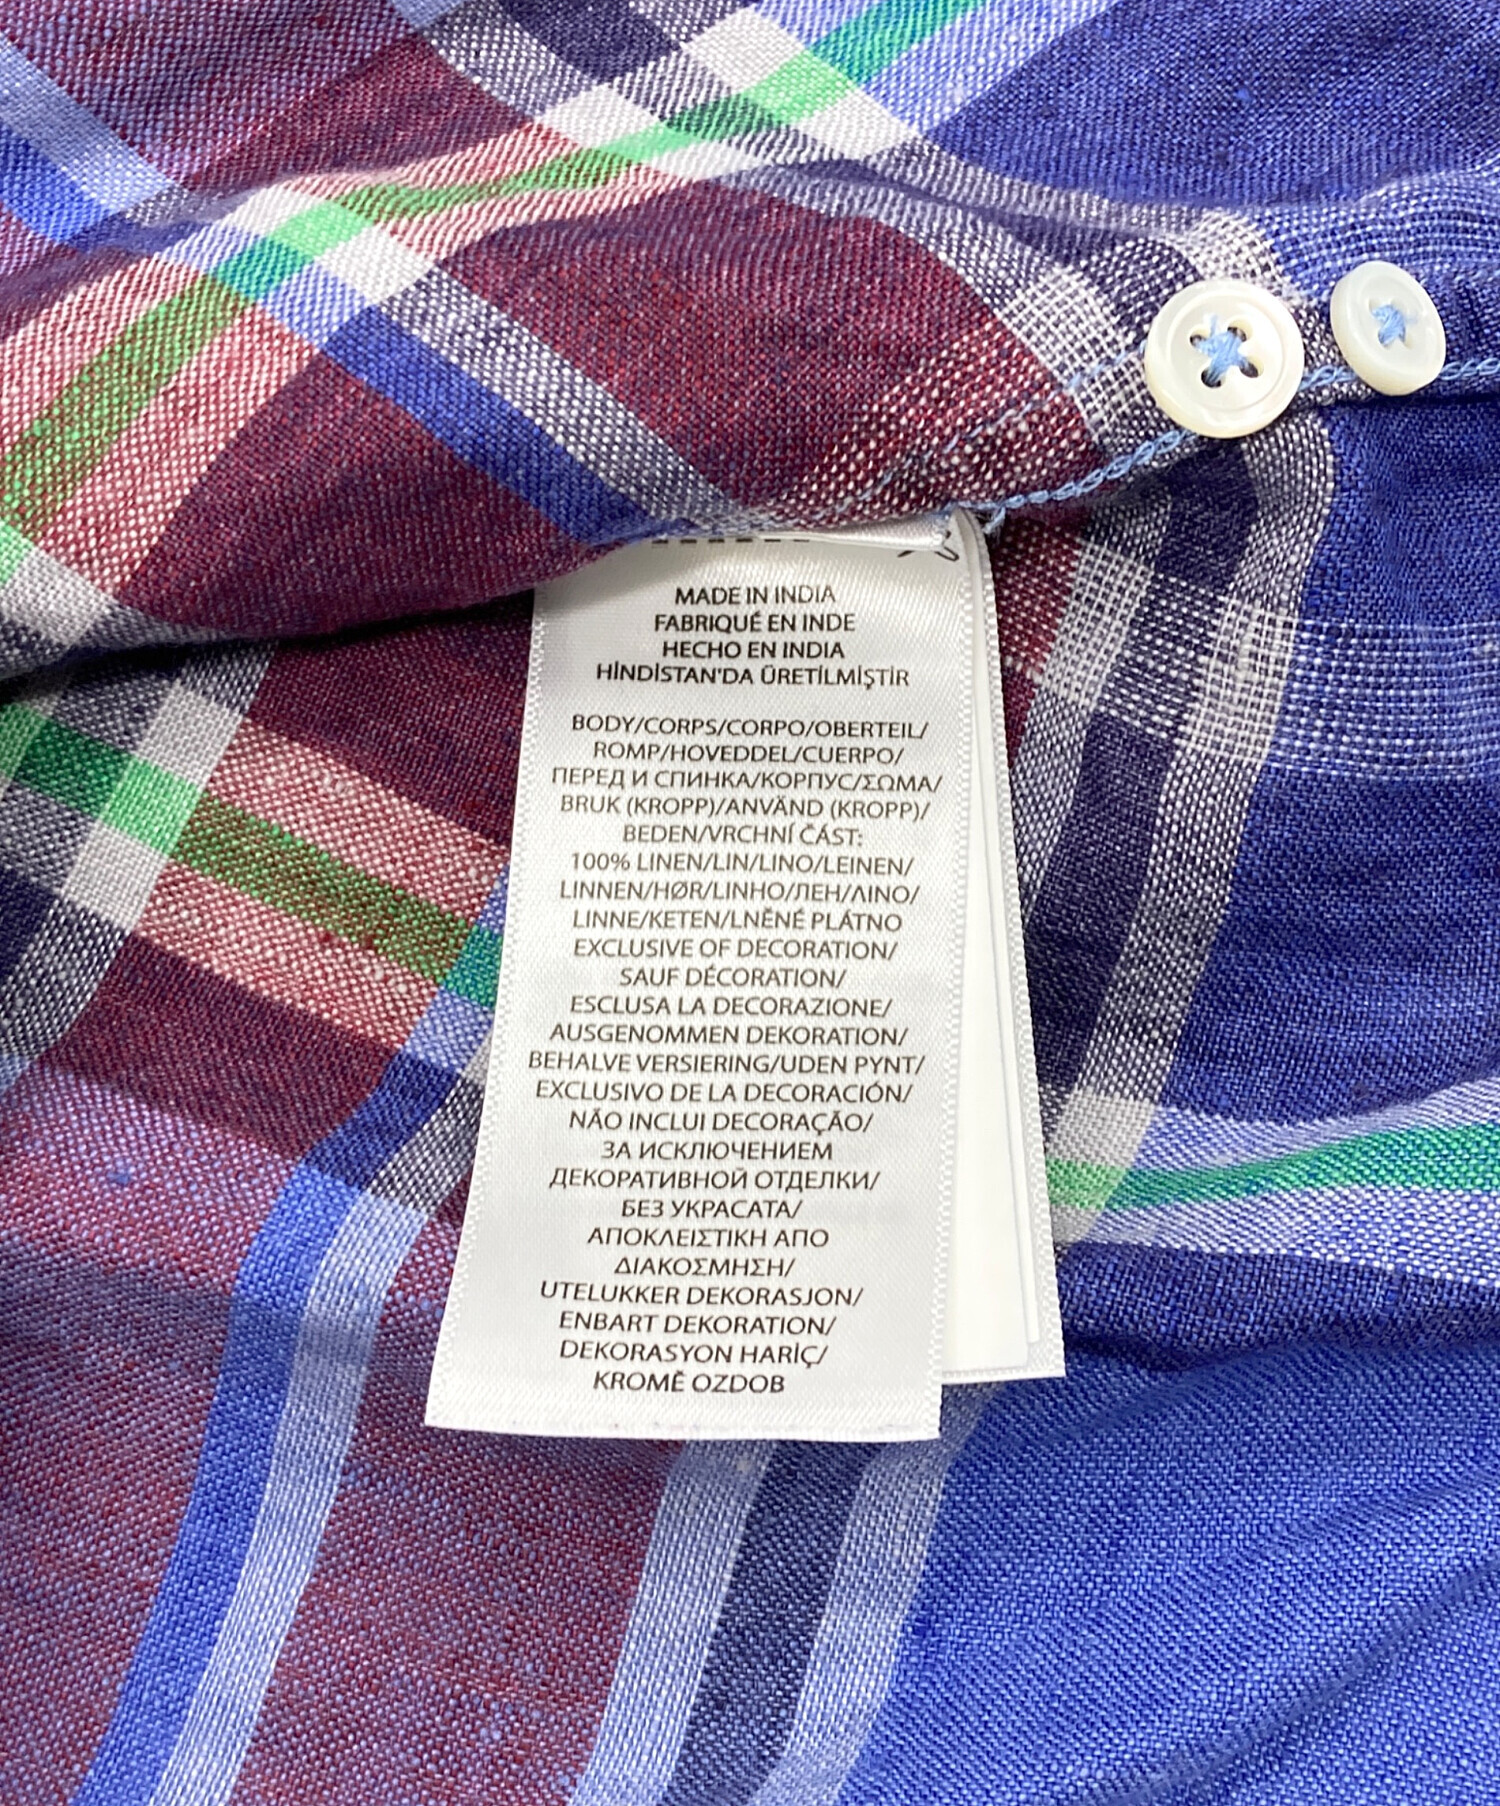 MADE IN INDIA
FABRIQUÉ EN INDE
HECHO EN INDIA
HİNDİSTAN'DA ÜRETİLMİŞTİR
BODY/CORPS/CORPO/OBERTEIL/
ROMP/HOVEDDEL/CUERPO/
ПЕРЕД И СПИНКА/КОРПУС/ΣΩΜΑ/
BRUK (KROPP)/ANVÄND (KROPP)/
BEDEN/VRCHNÍ ČÁST:
100% LINEN/LIN/LINO/LEINEN/
LINNEN/HØR/LINHO/ЛЕН/ΛΙΝΟ/
LINNE/KETEN/LNĚNÉ PLÁTNO
EXCLUSIVE OF DECORATION/
SAUF DÉCORATION/
ESCLUSA LA DECORAZIONE/
AUSGENOMMEN DEKORATION/
BEHALVE VERSIERING/UDEN PYNT/
EXCLUSIVO DE LA DECORACIÓN/
NÃO INCLUI DECORAÇÃO/
ЗА ИСКЛЮЧЕНИЕМ
ДЕКОРАТИВНОЙ ОТДЕЛКИ/
БЕЗ УКРАСАТА/
ΑΠΟΚΛΕΙΣΤΙΚΗ ΑΠΟ
ΔΙΑΚΟΣΜΗΣΗ/
UTELUKKER DEKORASJON/
ENBART DEKORATION/
DEKORASYON HARİÇ/
KROMĚ OZDOB